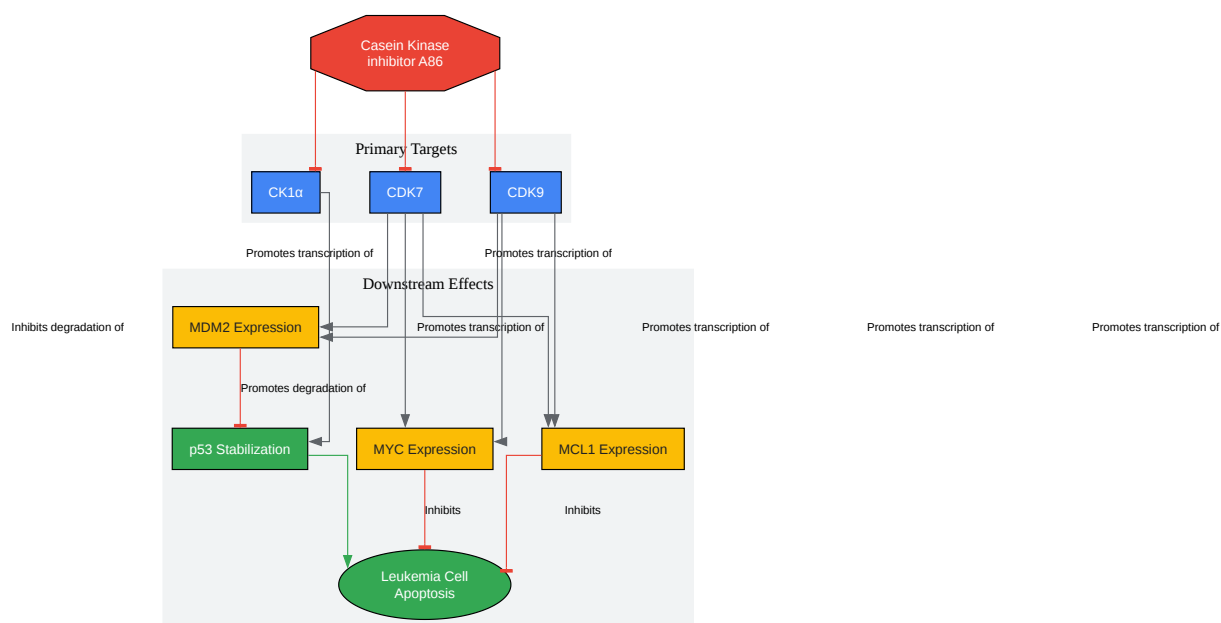 Casein Kinase
inhibitor A86
Primary Targets
CK1α
CDK7
CDK9
Promotes transcription of
Promotes transcription of
Downstream Effects
MDM2 Expression
Inhibits degradation of
Promotes transcription of
Promotes transcription of
Promotes transcription of
Promotes transcription of
Promotes degradation of
p53 Stabilization
MYC Expression
MCL1 Expression
Inhibits
Inhibits
Leukemia Cell
Apoptosis